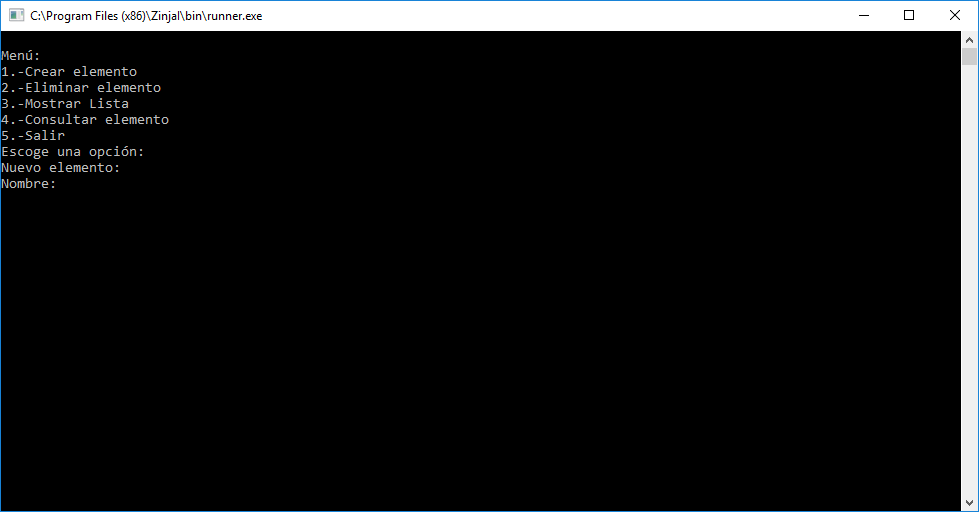 C:\Program Files (x86)\Zinjal\bin\runner.exe
Menú:
1.-Crear elemento
2.-Eliminar elemento
3.-Mostrar Lista
4.-Consultar elemento
5.-Salir
Escoge una opción:
Nuevo elemento:
Nombre: